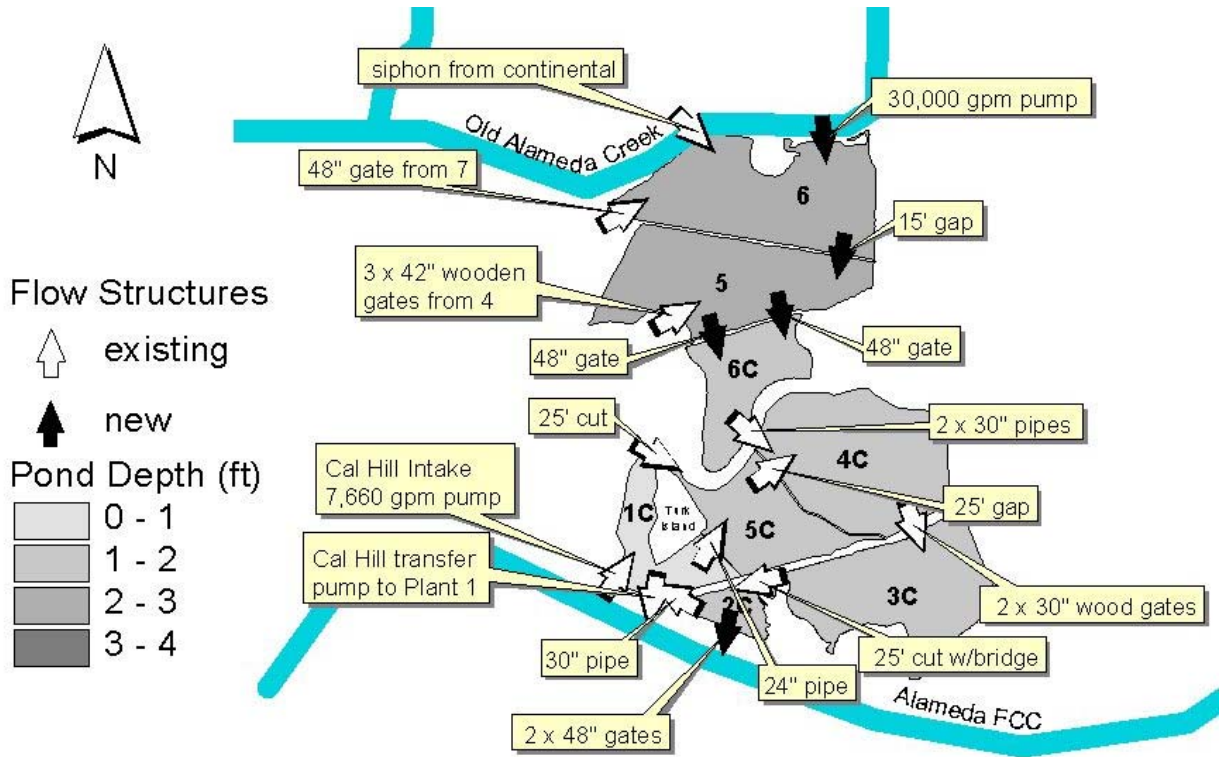 siphon from continental
30,000 gpm pump
Old Alameda Creek
N
48" gate from 7
6
15' gap
3 x 42" wooden
gates from 4
5
Flow Structures
existing
new
48" gate
48" gate
6C
25' cut
2 x 30" pipes
Cal Hill Intake
7,660 gpm pump
4C
25' gap
1C
Turk
Island
5C
Cal Hill transfer
pump to Plant 1
2C
3C
2 x 30" wood gates
Pond Depth (ft)
0 - 1
1 - 2
2 - 3
3 - 4
30" pipe
24" pipe
25' cut w/bridge
Alameda FCC
2 x 48" gates